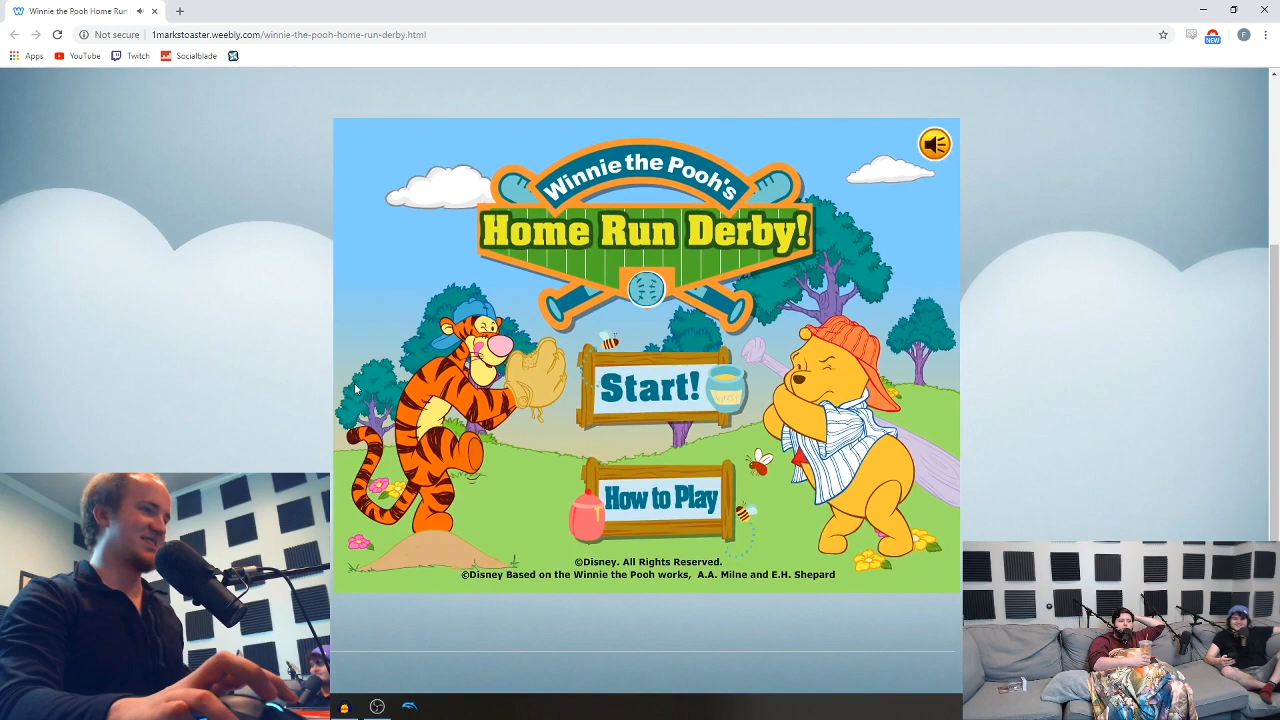 Winnie the Pooh Home Run
Not secure
1markstoaster.weebly.com/winnie-the-pooh-home-run-derby.html
F
NEW
Apps
YouTube
Twitch
Socialblade
Winnie the Pooh's
Home Run Derby!
Start!
How to Play
©Disney. All Rights Reserved.
©Disney Based on the Winnie the Pooh works, A.A. Milne and E.H. Shepard